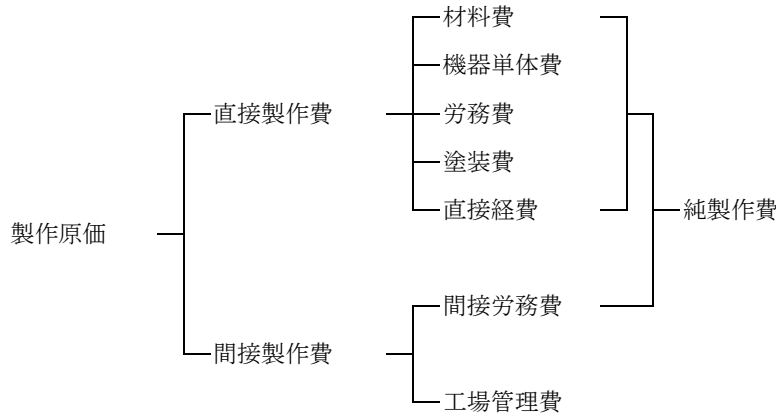 材料費
機器単体費
直接製作費
労務費
塗装費
直接経費
純製作費
製作原価
間接労務費
間接製作費
工場管理費